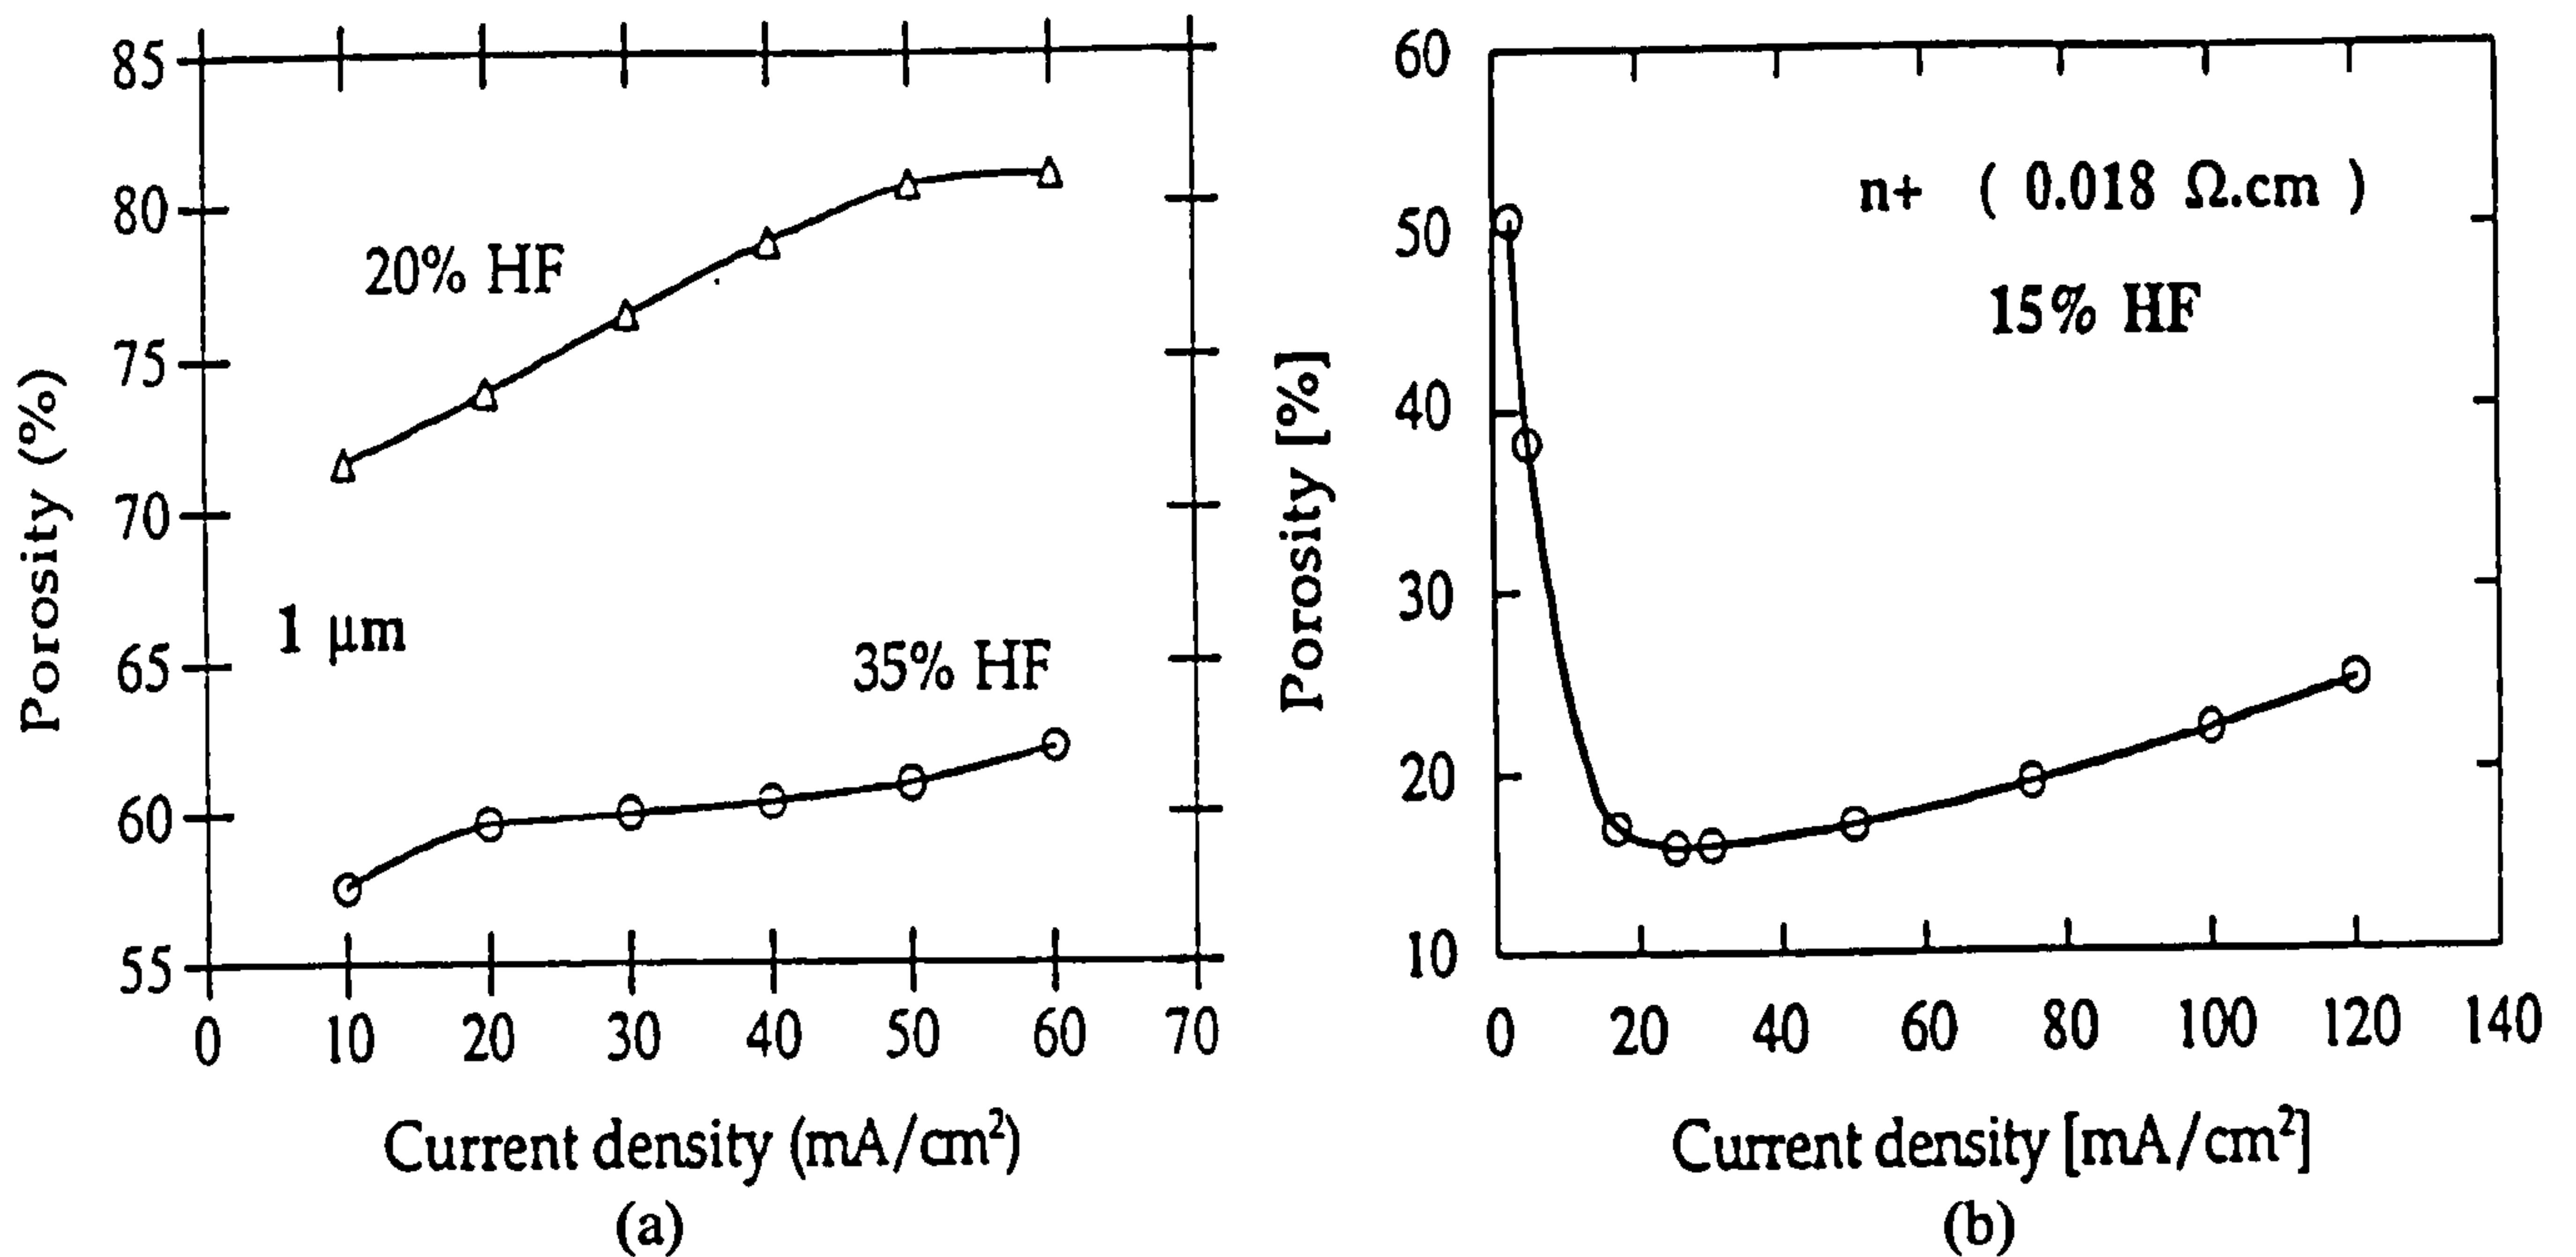 85
80
75
70
65
60
55
Porosity (%)
20% HF
1 μm
35% HF
0 10 20 30 40 50 60 70
Current density (mA/cm²)
(a)
60
50
40
30
20
10
Porosity [%]
n+ ( 0.018 Ω.cm )
15% HF
0 20 40 60 80 100 120 140
Current density [mA/cm²]
(b)